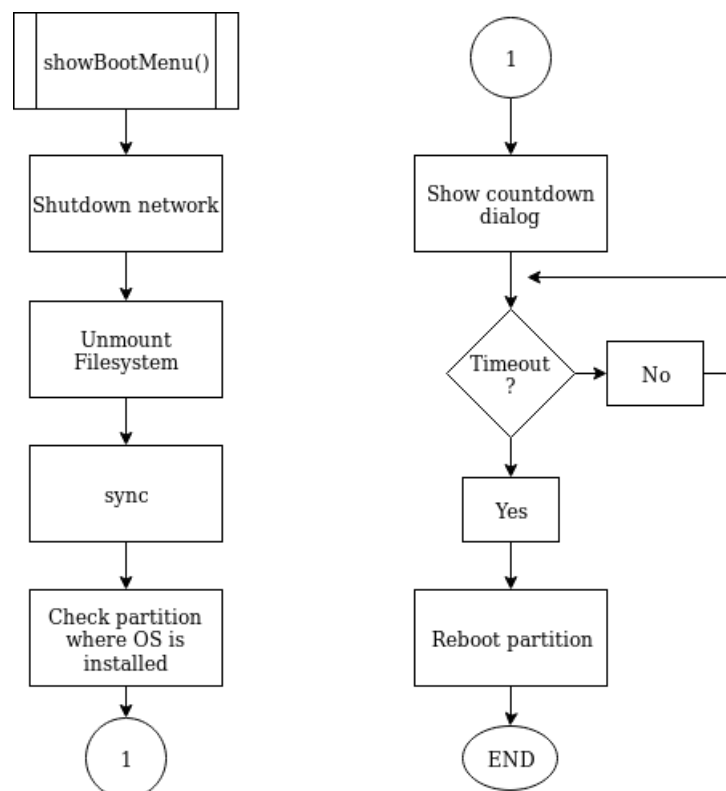 showBootMenu()
Shutdown network
Unmount
Filesystem
sync
Check partition
where OS is
installed
1
1
Show countdown
dialog
Timeout
?
No
Yes
Reboot partition
END